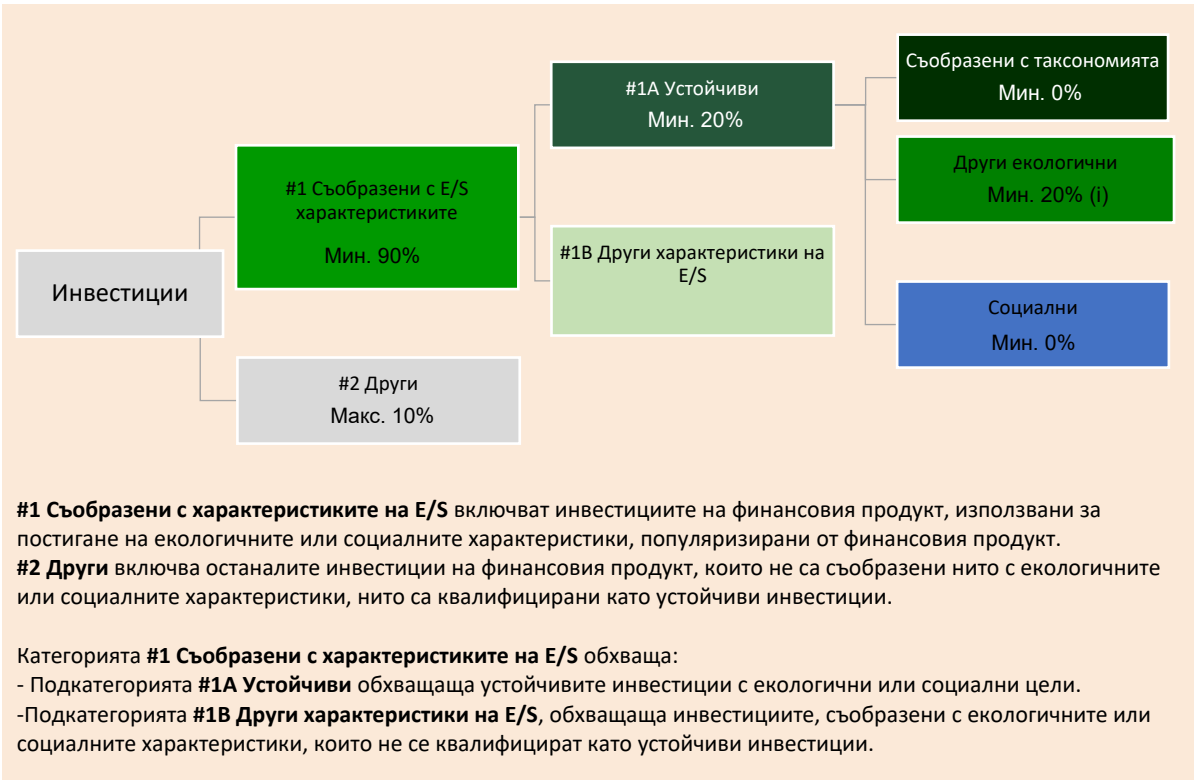 Съобразени с таксономията
Мин. 0%
#1A Устойчиви
Мин. 20%
Други екологични
Мин. 20% (i)
#1 Съобразени с E/S
характеристиките
Мин. 90%
#1B Други характеристики на
E/S
Инвестиции
Социални
Мин. 0%
#2 Други
Макс. 10%
#1 Съобразени с характеристиките на E/S включват инвестициите на финансовия продукт, използвани за
постигане на екологичните или социалните характеристики, популяризирани от финансовия продукт.
#2 Други включва останалите инвестиции на финансовия продукт, които не са съобразени нито с екологичните
или социалните характеристики, нито са квалифицирани като устойчиви инвестиции.
Категорията #1 Съобразени с характеристиките на E/S обхваща:
- Подкатегорията #1A Устойчиви обхващаща устойчивите инвестиции с екологични или социални цели.
-Подкатегорията #1B Други характеристики на E/S, обхващаща инвестициите, съобразени с екологичните или
социалните характеристики, които не се квалифицират като устойчиви инвестиции.